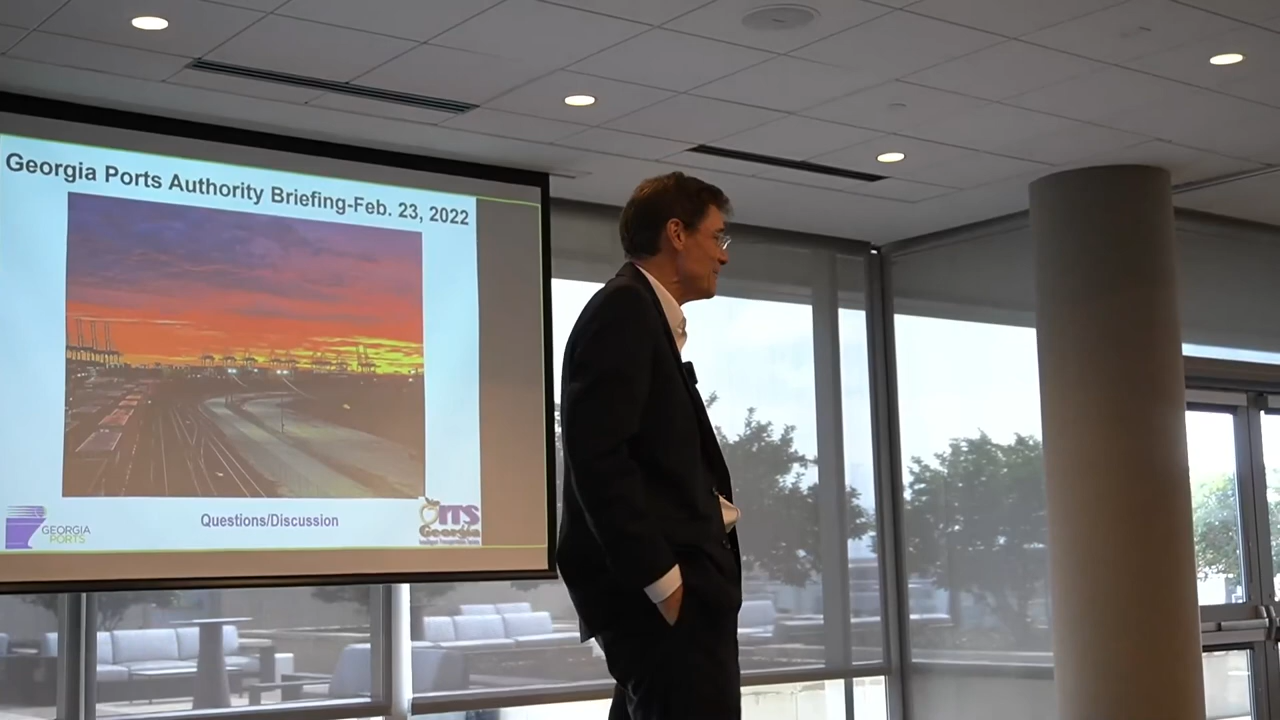 Georgia Ports Authority Briefing-Feb. 23, 2022
Questions/Discussion
GEORGIA
PORTS
ITS
Georgia